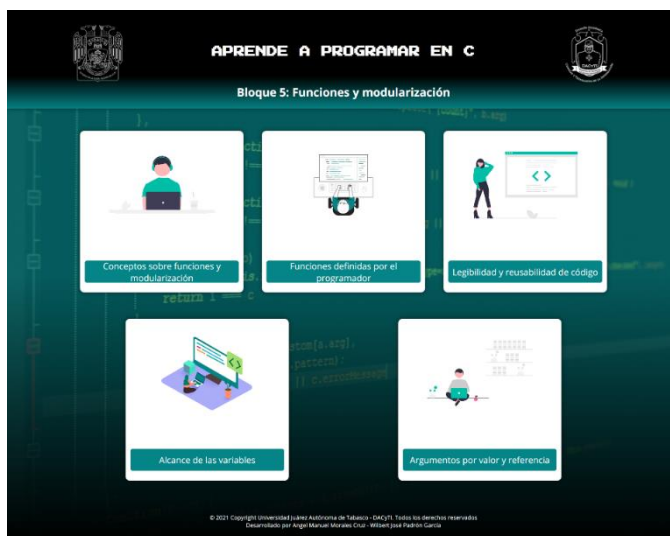 APRENDE A PROGRAMAR EN C
Bloque 5: Funciones y modularización
Conceptos sobre funciones y
modularización
Funciones definidas por el
programador
Legibilidad y reusabilidad de código
return i === c
Alcance de las variables
Argumentos por valor y referencia
© 2021 Copyright Universidad Juárez Autónoma de Tabasco - DACyTI. Todos los derechos reservados
Desarrollado por Angel Manuel Morales Cruz - Wilbert José Padrón García